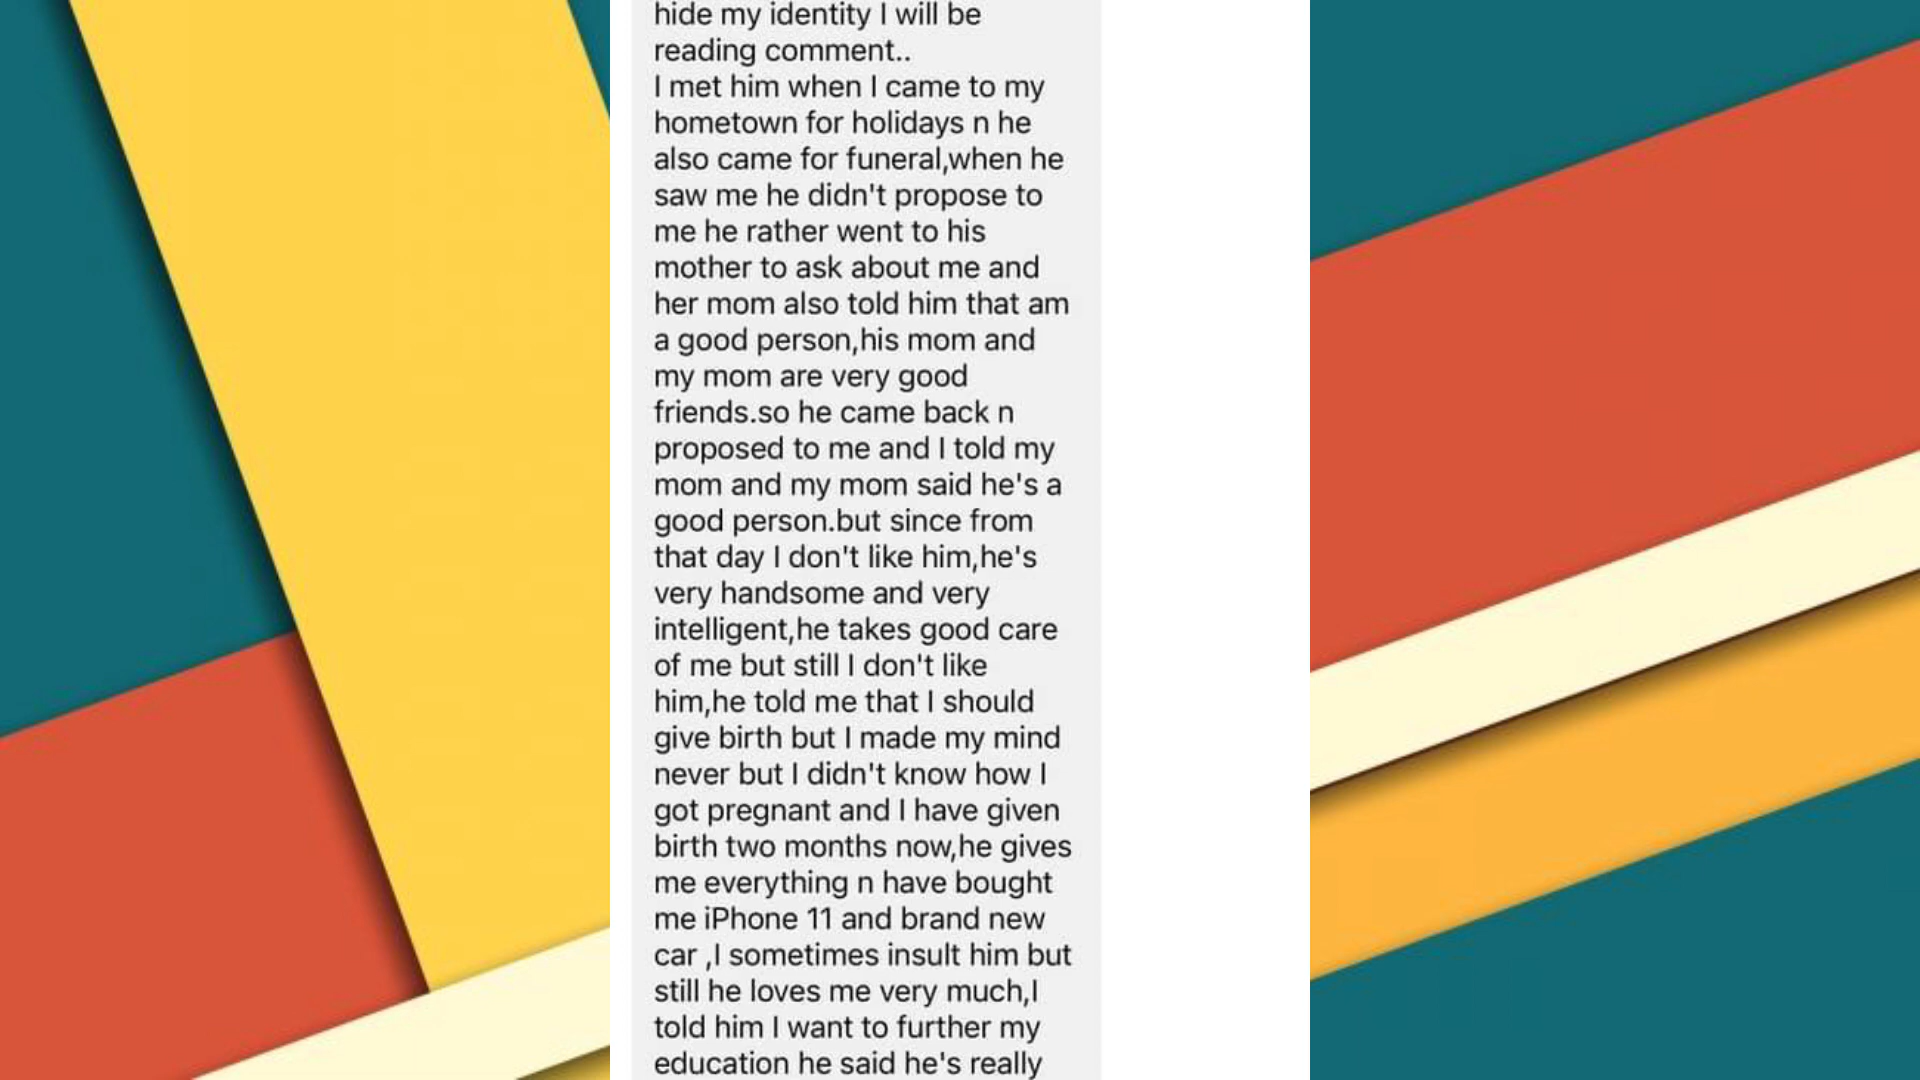 hide my identity I will be
reading comment..
I met him when I came to my
hometown for holidays n he
also came for funeral,when he
saw me he didn't propose to
me he rather went to his
mother to ask about me and
her mom also told him that am
a good person,his mom and
my mom are very good
friends.so he came back n
proposed to me and I told my
mom and my mom said he's a
good person.but since from
that day I don't like him,he's
very handsome and very
intelligent,he takes good care
of me but still I don't like
him,he told me that I should
give birth but I made my mind
never but I didn't know how I
got pregnant and I have given
birth two months now,he gives
me everything n have bought
me iPhone 11 and brand new
car ,I sometimes insult him but
still he loves me very much,I
told him I want to further my
education he said he's really